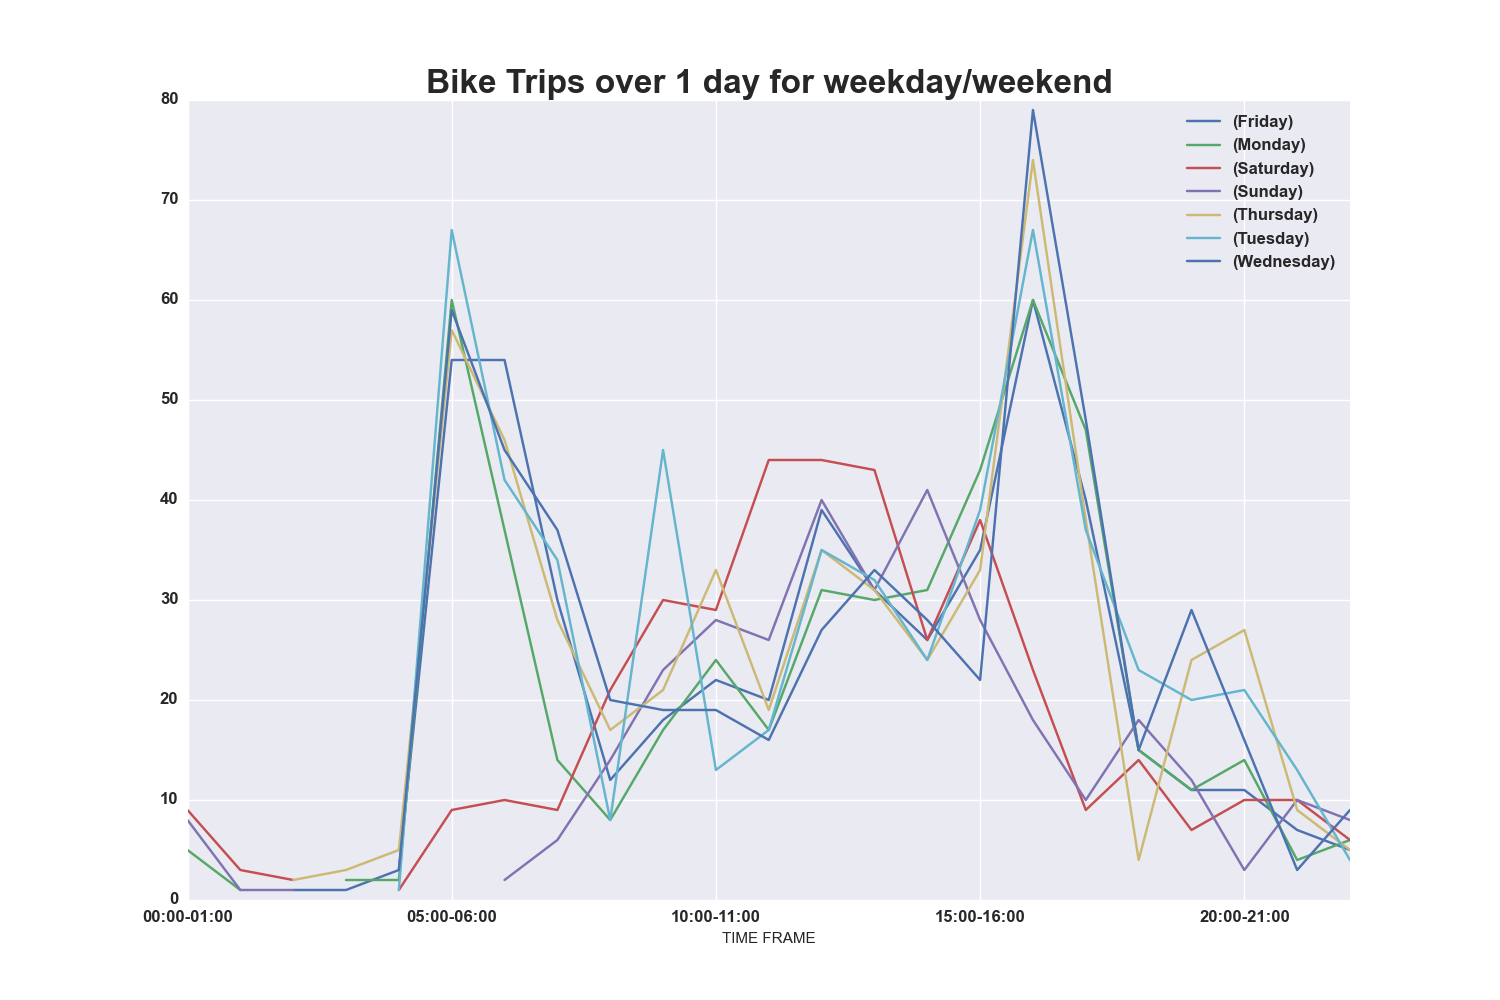 Bike Trips over 1 day for weekday/weekend
80
70
60
50
40
30
20
10
0
(Friday)
(Monday)
(Saturday)
(Sunday)
(Thursday)
(Tuesday)
(Wednesday)
00:00-01:00 05:00-06:00 10:00-11:00 15:00-16:00 20:00-21:00
TIME FRAME